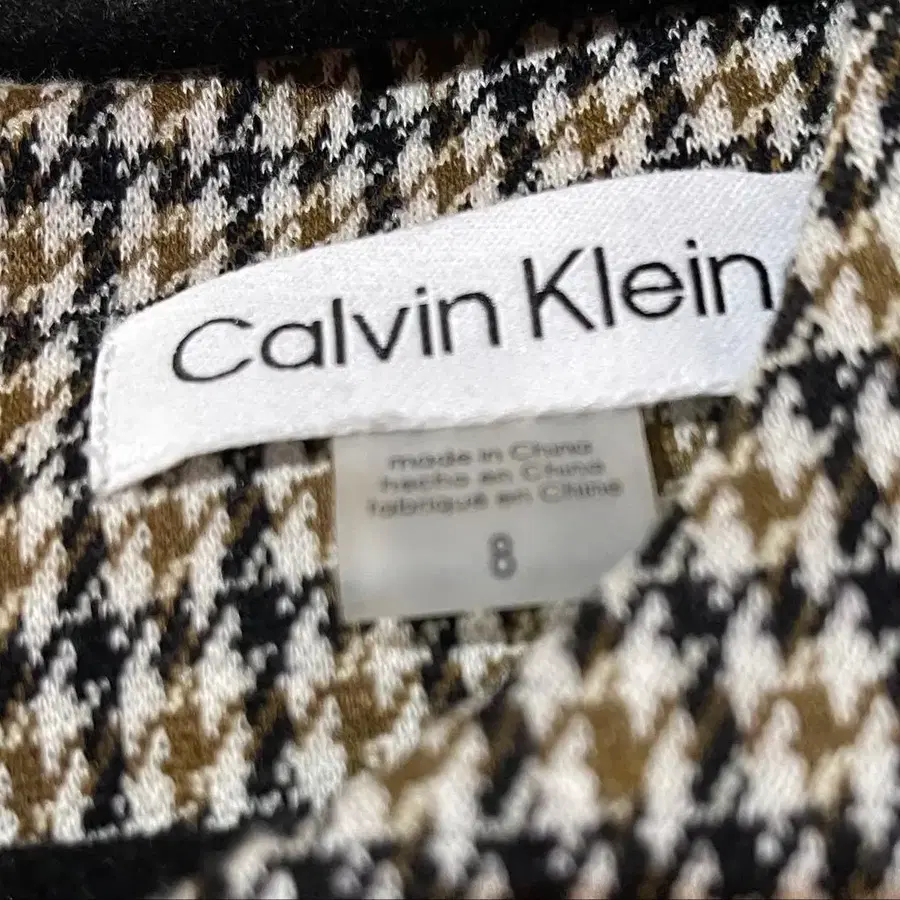 Calvin Klein
made in China
hecho en China
fabriqué en Chine
8